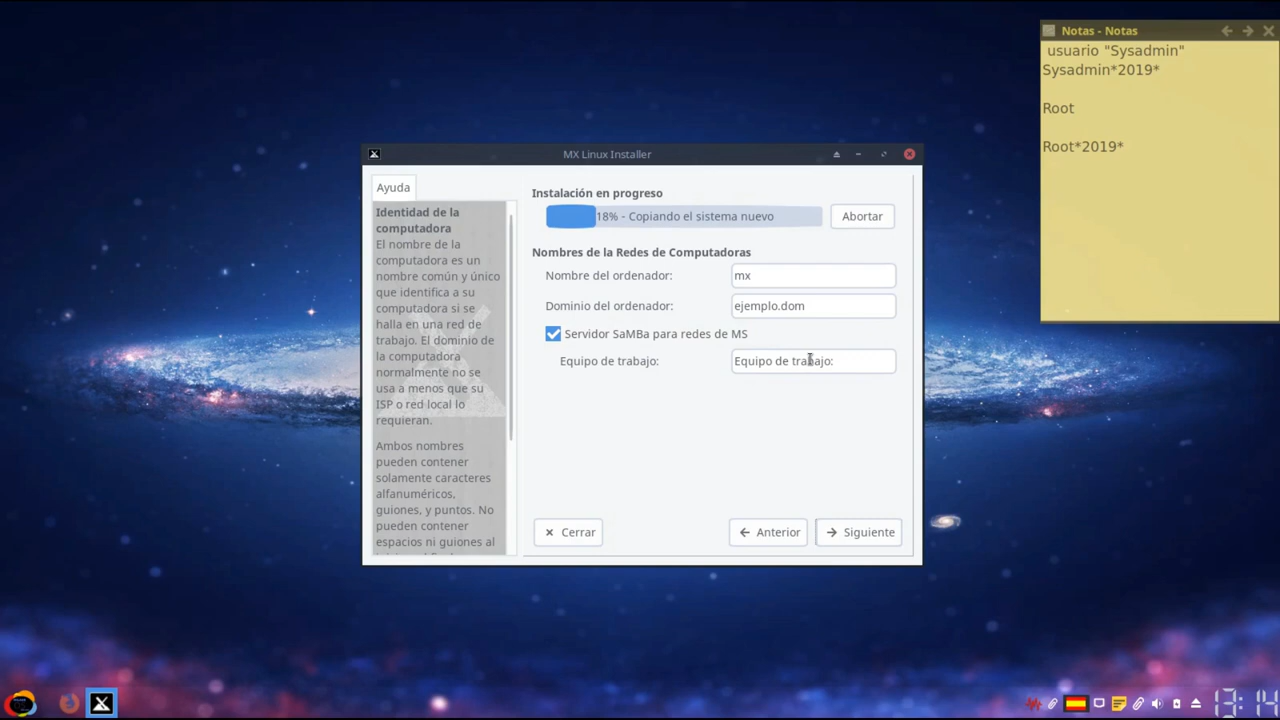 Notas - Notas
usuario "Sysadmin"
Sysadmin*2019*
Root
Root*2019*
MX Linux Installer
Ayuda
Identidad de la
computadora
El nombre de la
computadora es un
nombre común y único
que identifica a su
computadora si se
halla en una red de
trabajo. El dominio de
la computadora
normalmente no se
usa a menos que su
ISP o red local lo
requieran.
Ambos nombres
pueden contener
solamente caracteres
alfanuméricos,
guiones, y puntos. No
pueden contener
espacios ni guiones al
Instalación en progreso
18% - Copiando el sistema nuevo
Abortar
Nombres de la Redes de Computadoras
Nombre del ordenador:
mx
Dominio del ordenador:
ejemplo.dom
Servidor SaMBa para redes de MS
Equipo de trabajo:
Equipo de trabajo:
Cerrar
Anterior
Siguiente
13:14